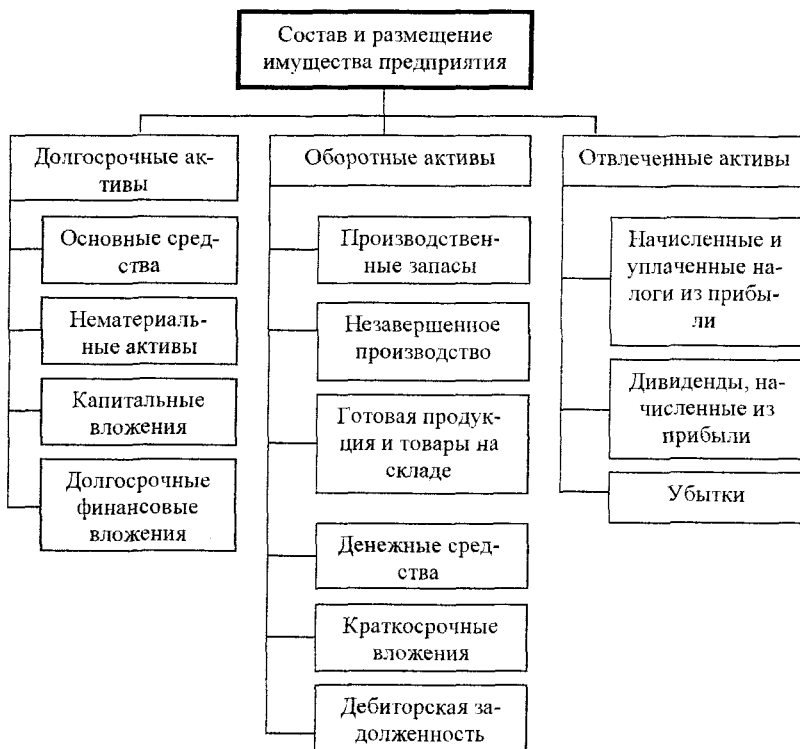 Состав и размещение
имущества предприятия
Долгосрочные ак-
тивы
Основные сред-
ства
Нематериаль-
ные активы
Капитальные
вложения
Долгосрочные
финансовые
вложения
Оборотные активы
Производствен-
ные запасы
Незавершенное
производство
Готовая продук-
ция и товары на
складе
Денежные сред-
ства
Краткосрочные
вложения
Дебиторская за-
долженность
Отвлеченные активы
Начисленные и
уплаченные на-
логи из прибы-
ли
Дивиденды, на-
численные из
прибыли
Убытки